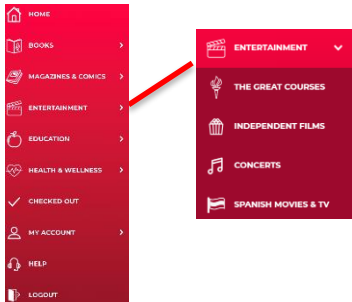 HOME
BOOKS
MAGAZINES & COMICS
ENTERTAINMENT
EDUCATION
HEALTH & WELLNESS
CHECKED OUT
MY ACCOUNT
HELP
LOGOUT
ENTERTAINMENT
THE GREAT COURSES
INDEPENDENT FILMS
CONCERTS
SPANISH MOVIES & TV